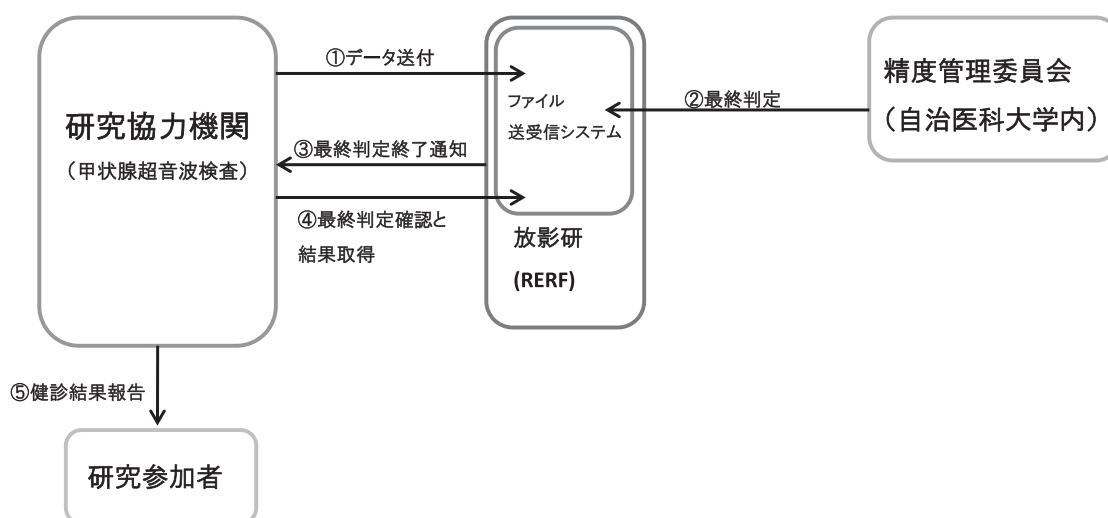 ①データ送付
研究協力機関
（甲状腺超音波検査）
ファイル
送受信システム
②最終判定
精度管理委員会
（自治医科大学内）
③最終判定終了通知
④最終判定確認と
結果取得
放影研
(RERF)
⑤健診結果報告
研究参加者